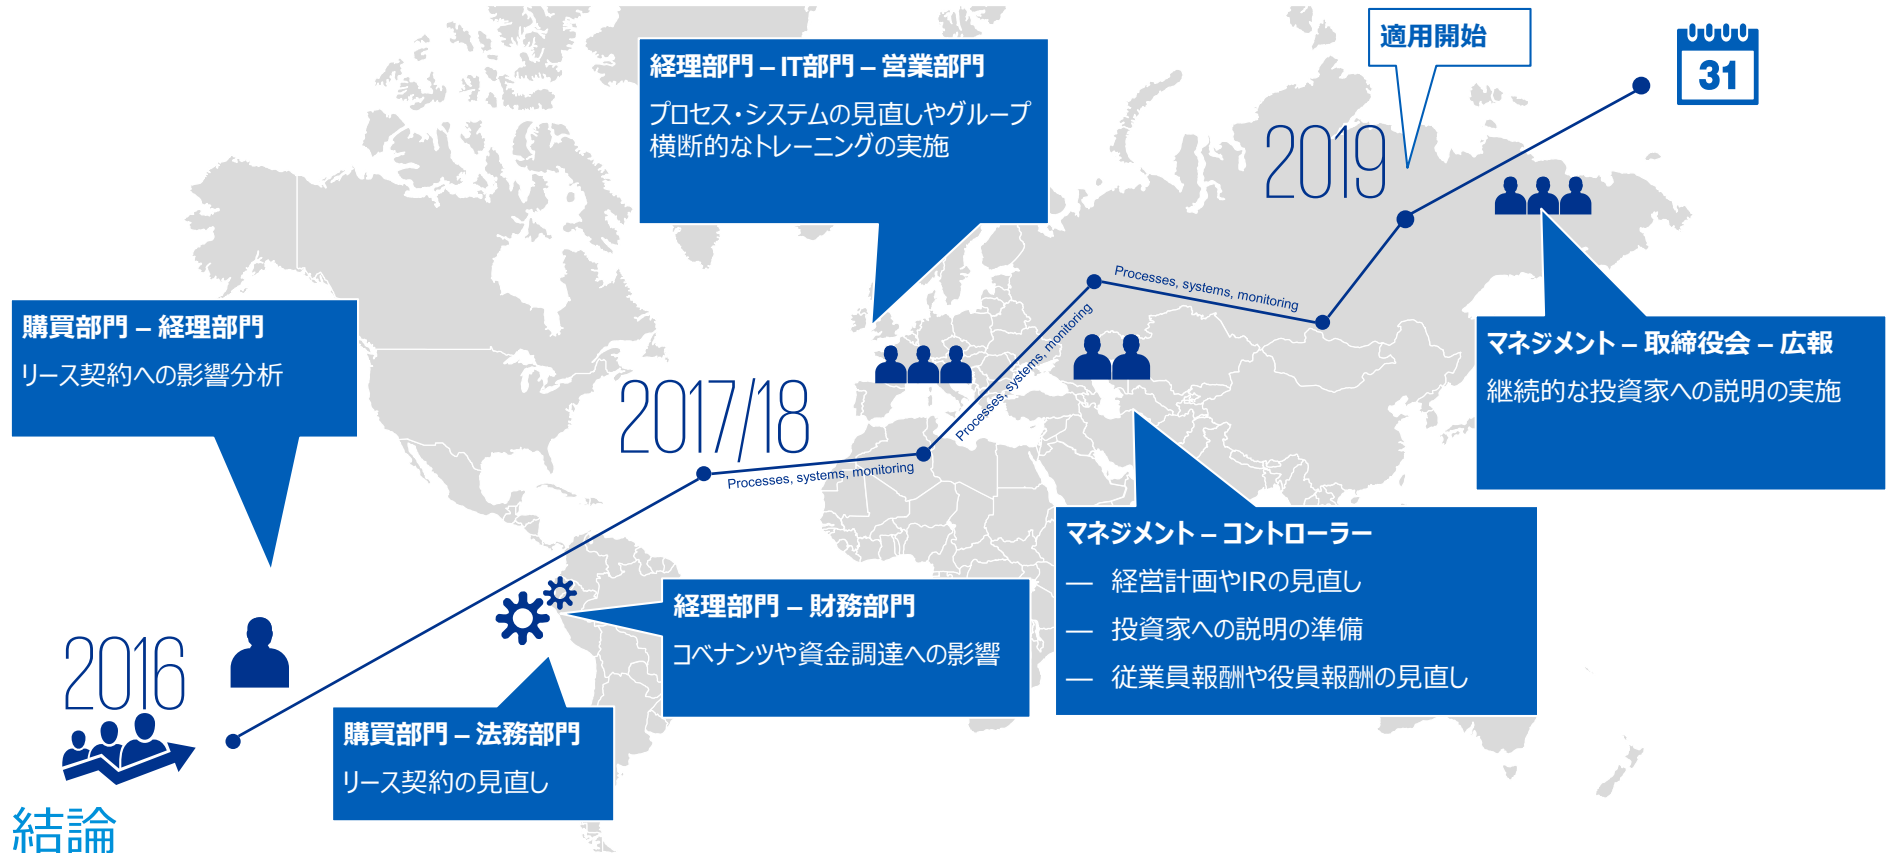 適用開始
31
経理部門 – IT部門 – 営業部門
プロセス・システムの見直しやグループ
横断的なトレーニングの実施
2019
Processes, systems, monitoring
購買部門 – 経理部門
リース契約への影響分析
マネジメント – 取締役会 – 広報
継続的な投資家への説明の実施
2017/18
Processes, systems, monitoring
Processes, systems, monitoring
マネジメント – コントローラー
— 経営計画やIRの見直し
— 投資家への説明の準備
— 従業員報酬や役員報酬の見直し
経理部門 – 財務部門
コベナンツや資金調達への影響
2016
購買部門 – 法務部門
リース契約の見直し
結論